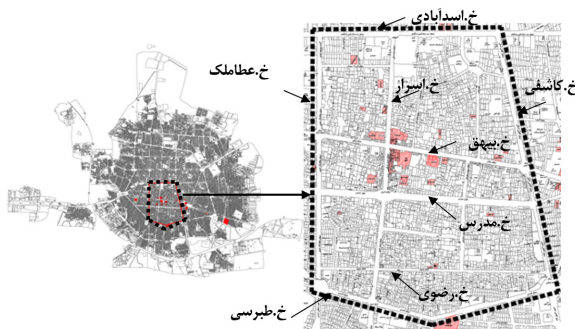 خ.اسدآبادی
خ.عطاملک
خ.اسرار
خ.کاشفی
خ.بیهق
خ.مدرس
خ.رضوی
خ.طبرسی